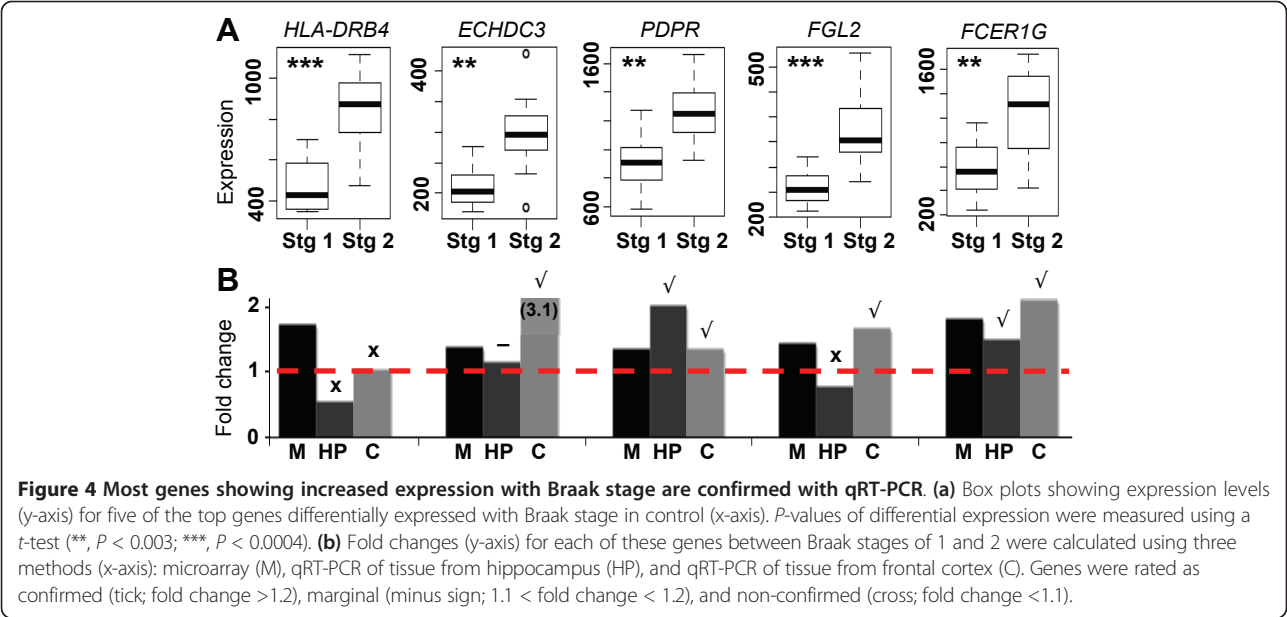 A
HLA-DRB4 ECHDC3 PDPR FGL2 FCER1G
*** ** ** *** **
Expression
1000
400
400
200
1600
600
500
200
1600
200
Stg 1 Stg 2 Stg 1 Stg 2 Stg 1 Stg 2 Stg 1 Stg 2 Stg 1 Stg 2
B
Fold change
2
1
0
x x – √ √ √ x √ √ √
(3.1)
M HP C M HP C M HP C M HP C M HP C
Figure 4 Most genes showing increased expression with Braak stage are confirmed with qRT-PCR. (a) Box plots showing expression levels
(y-axis) for five of the top genes differentially expressed with Braak stage in control (x-axis). P-values of differential expression were measured using a
t-test (**, P < 0.003; ***, P < 0.0004). (b) Fold changes (y-axis) for each of these genes between Braak stages of 1 and 2 were calculated using three
methods (x-axis): microarray (M), qRT-PCR of tissue from hippocampus (HP), and qRT-PCR of tissue from frontal cortex (C). Genes were rated as
confirmed (tick; fold change >1.2), marginal (minus sign; 1.1 < fold change < 1.2), and non-confirmed (cross; fold change <1.1).